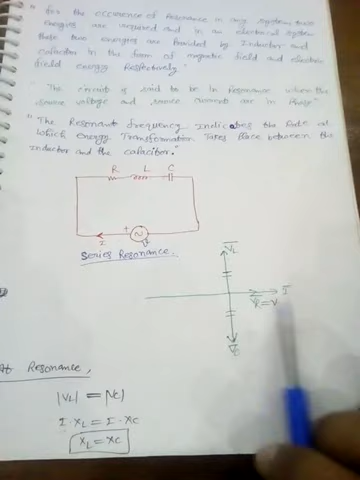 " for the occurence of Resonance in any system two
energies are required and in an electrical system
these two energies are Provided by Inductor and
capacitor in the form of magnetic field and electric
field energy Respectively."
" The circuit is said to be in Resonance when the
source voltage and source currents are in Phase"
" The Resonant frequency Indicates the Rate at
which Energy Transformation Takes place between the
inductor and the capacitor."
R L C
+
I
Series Resonance.
VL
I
VR=V
At Resonance,
|VL| = |VC|
I · XL = I · XC
XL = XC